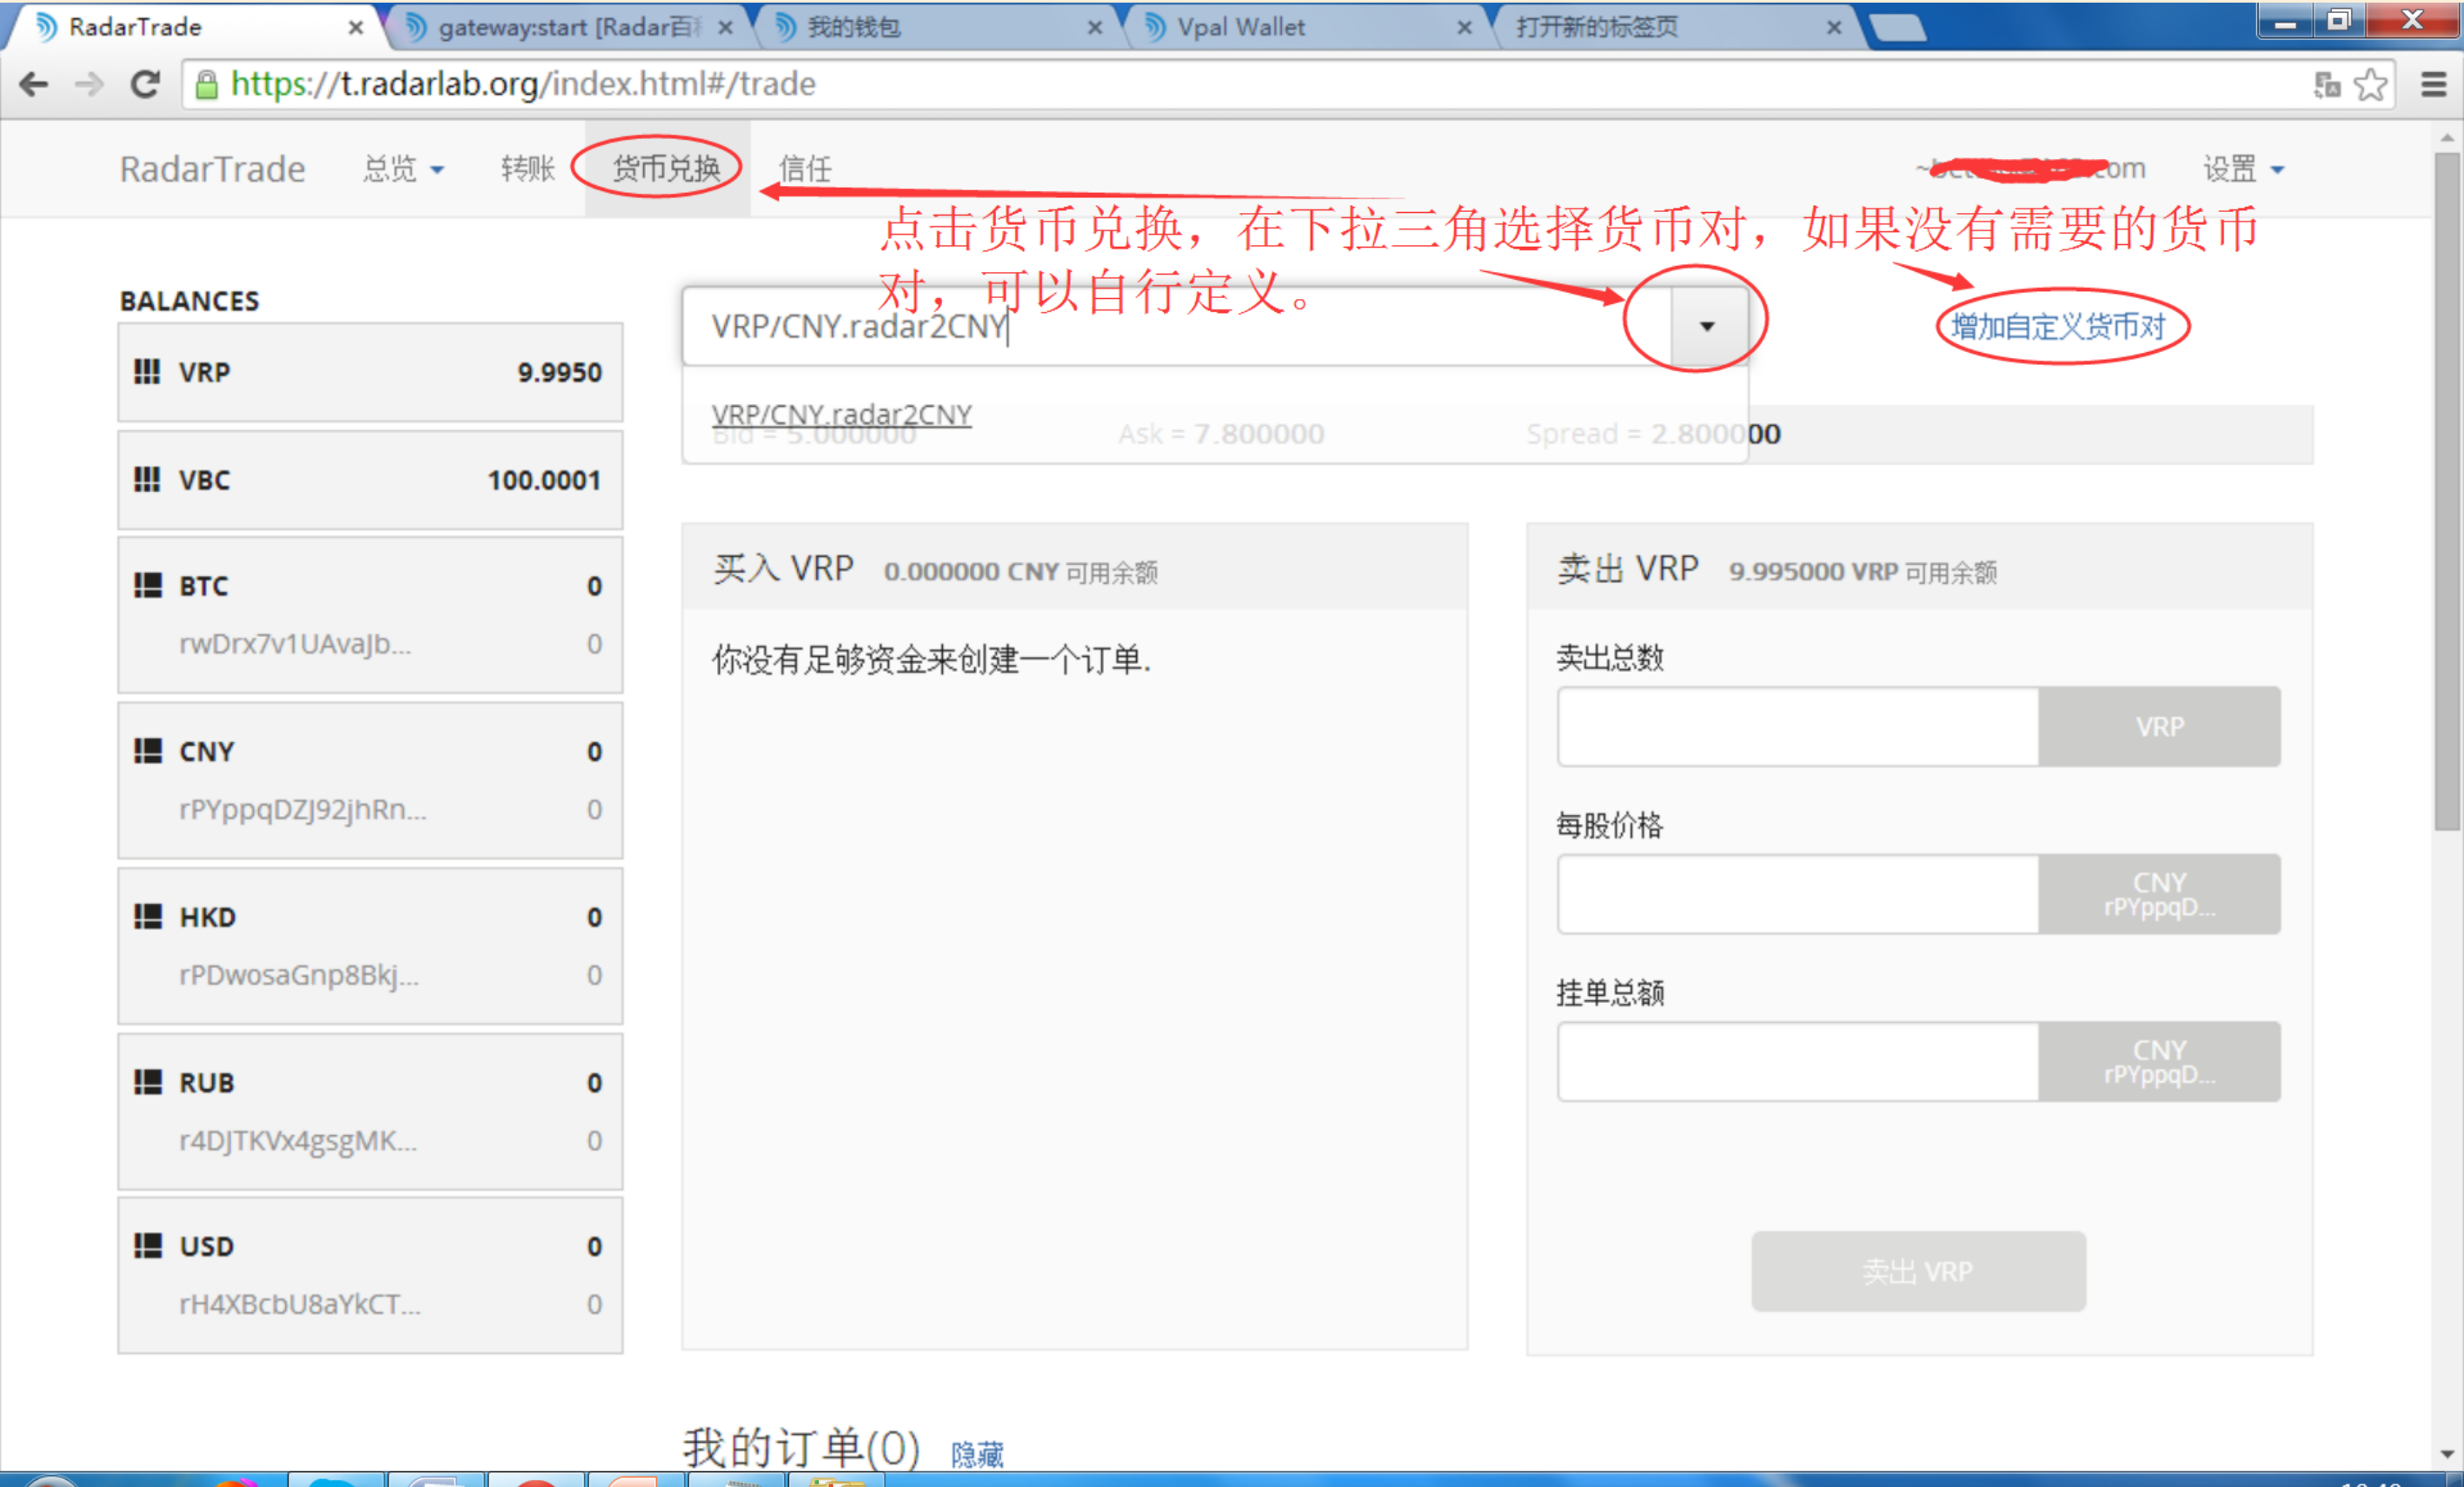 RadarTrade
gateway:start [Radar百
我的钱包
Vpal Wallet
打开新的标签页
https://t.radarlab.org/index.html#/trade
RadarTrade 总览 转账 货币兑换 信任 设置
点击货币兑换，在下拉三角选择货币对，如果没有需要的货币
对，可以自行定义。
BALANCES
VRP/CNY.radar2CNY
增加自定义货币对
VRP/CNY.radar2CNY
Bid = 5.000000 Ask = 7.800000 Spread = 2.800000
VRP 9.9950
VBC 100.0001
BTC 0
rwDrx7v1UAvaJb... 0
CNY 0
rPYppqDZJ92jhRn... 0
HKD 0
rPDwosaGnp8Bkj... 0
RUB 0
r4DJTKVx4gsgMK... 0
USD 0
rH4XBcbU8aYkCT... 0
买入 VRP 0.000000 CNY 可用余额
你没有足够资金来创建一个订单.
卖出 VRP 9.995000 VRP 可用余额
卖出总数
VRP
每股价格
CNY
rPYppqD...
挂单总额
CNY
rPYppqD...
卖出 VRP
我的订单(0) 隐藏